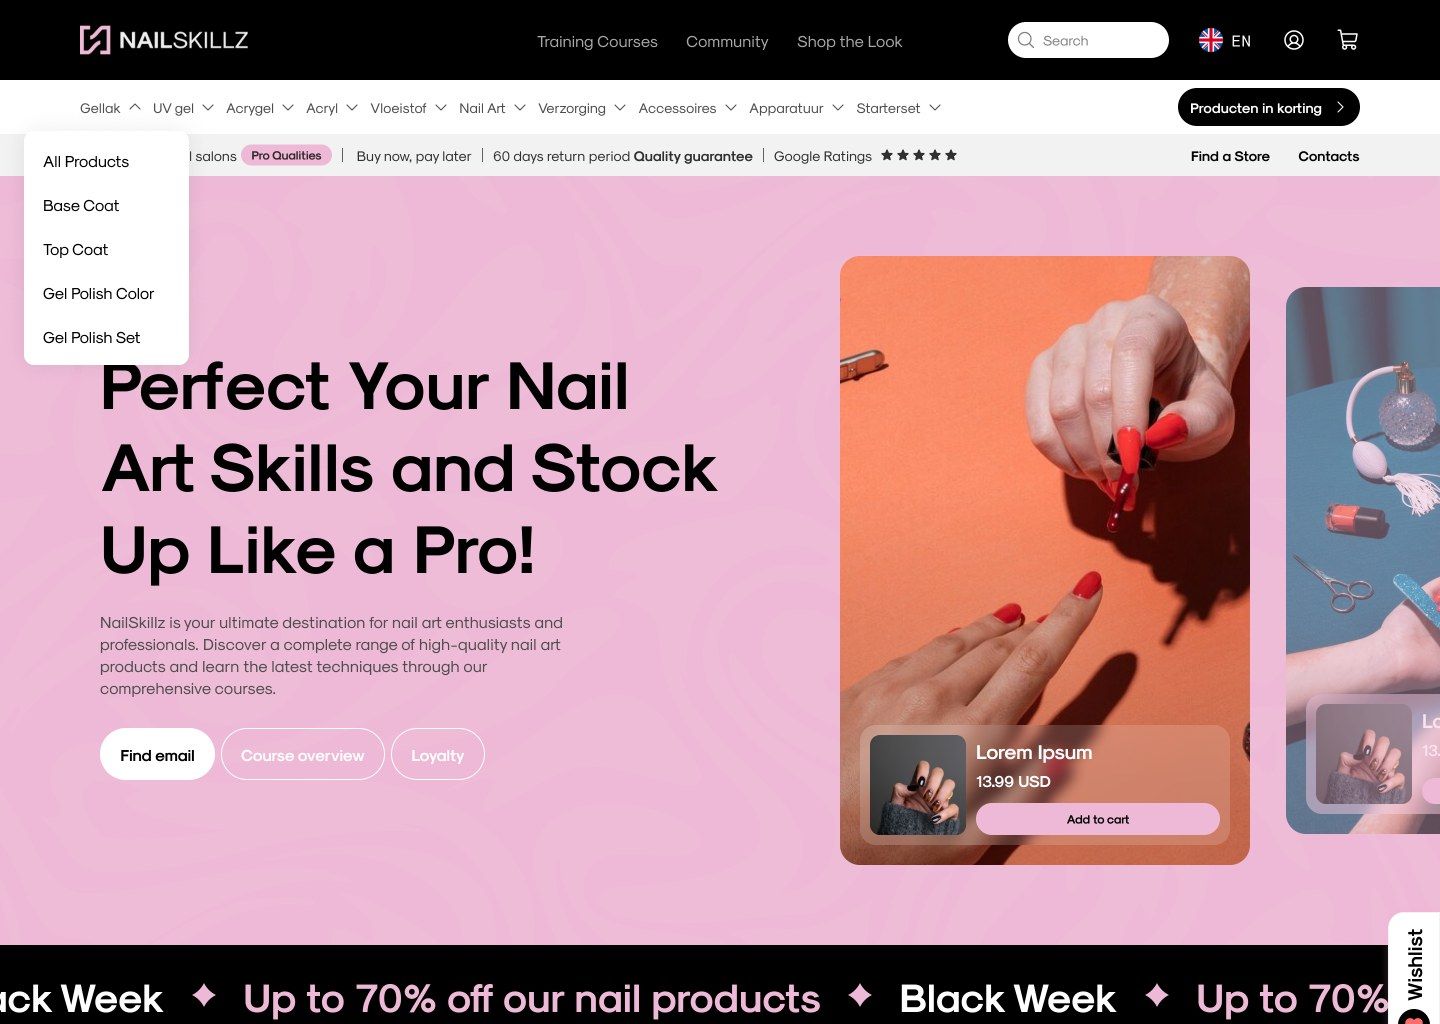 NAILSKILLZ
Training Courses Community Shop the Look
Search
EN
Gellak UV gel Acrygel Acryl Vloeistof Nail Art Verzorging Accessoires Apparatuur Starterset
Producten in korting
All Products
Base Coat
Top Coat
Gel Polish Color
Gel Polish Set
salons Pro Qualities Buy now, pay later 60 days return period Quality guarantee Google Ratings
Find a Store Contacts
Perfect Your Nail
Art Skills and Stock
Up Like a Pro!
NailSkillz is your ultimate destination for nail art enthusiasts and
professionals. Discover a complete range of high-quality nail art
products and learn the latest techniques through our
comprehensive courses.
Find email Course overview Loyalty
Lorem Ipsum
13.99 USD
Add to cart
Wishlist
ack Week Up to 70% off our nail products Black Week Up to 70%